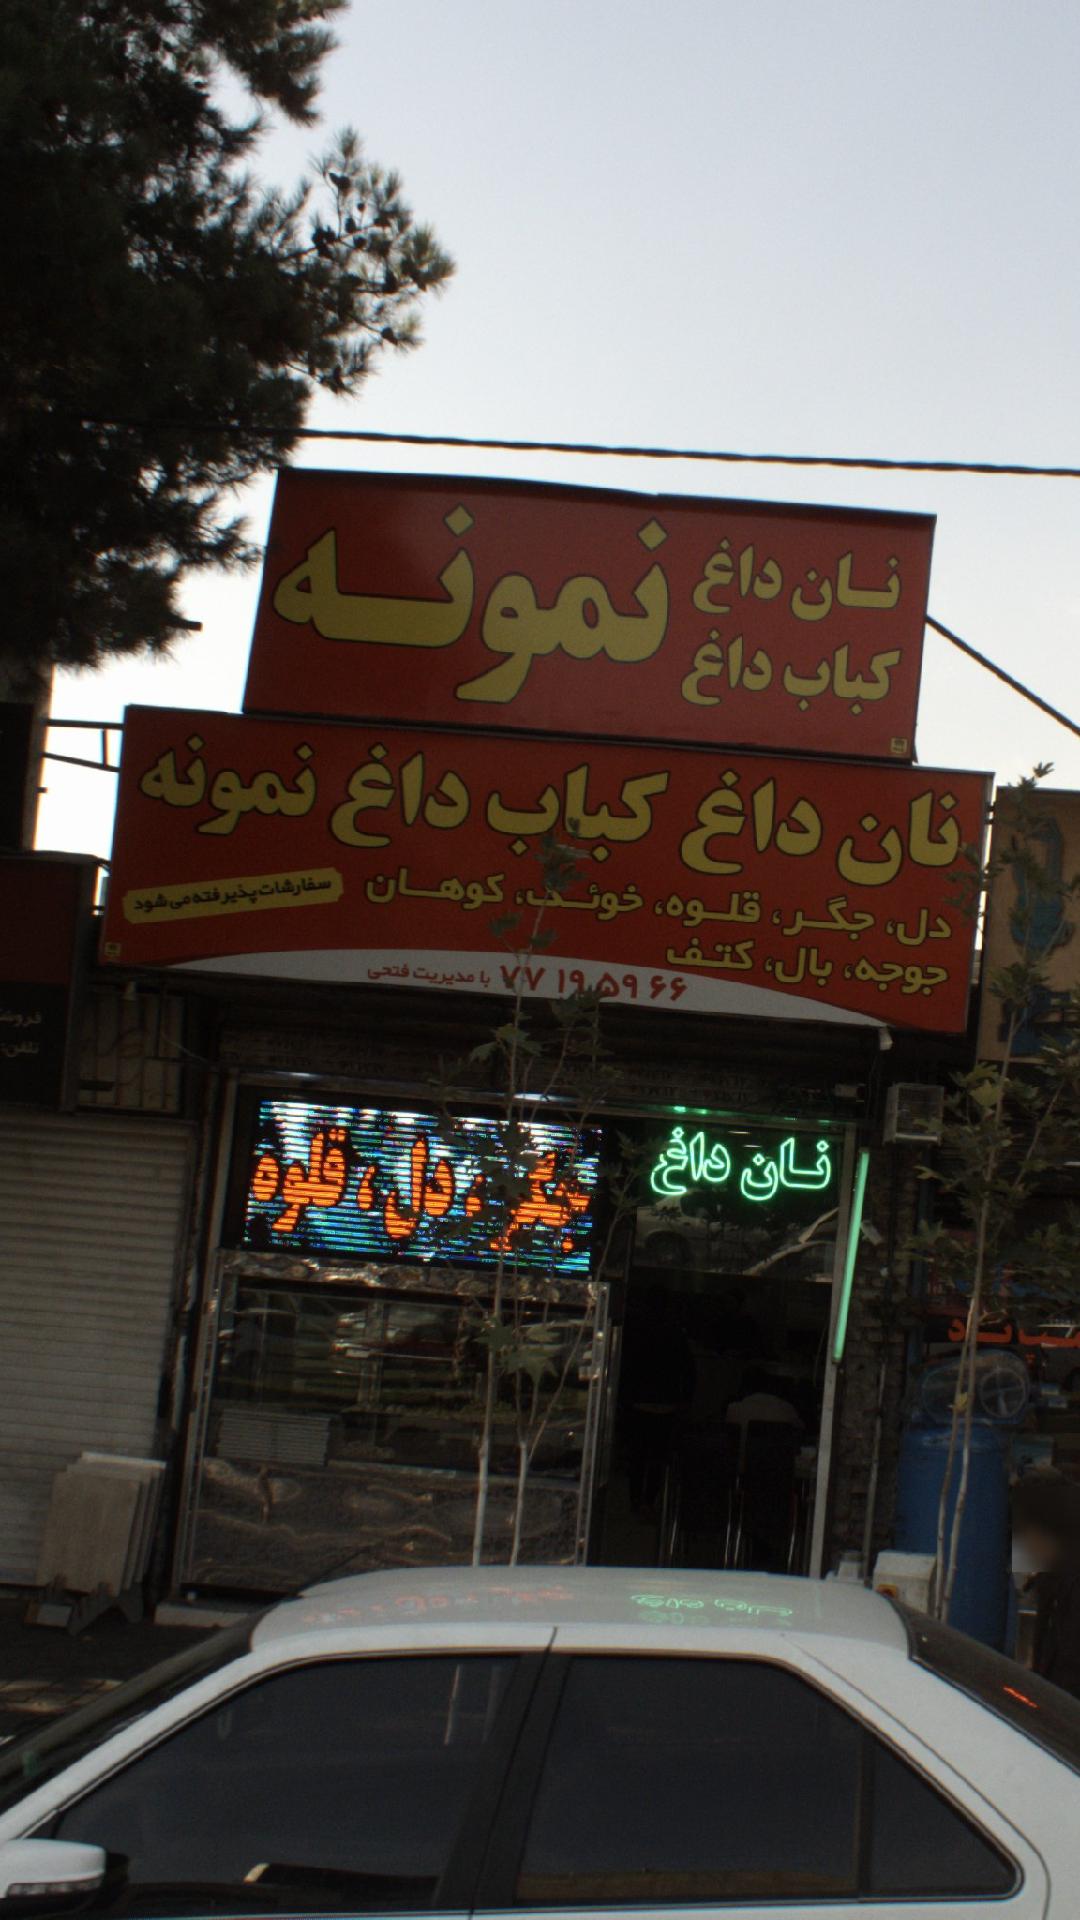 نان داغ
کباب داغ
نمونه
نان داغ کباب داغ نمونه
دل، جگر، قلوه، خوئک، کوهان
جوجه، بال، کتف
سفارشات پذیرفته می شود
۷۷ ۱۹ ۵۹ ۶۶ با مدیریت فتحی
نان داغ
جگر، دل، قلوه
تلفن: